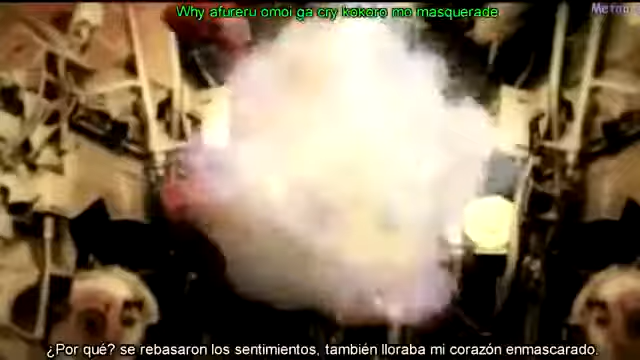 Why afureru omoi ga cry kokoro mo masquerade
¿Por qué? se rebasaron los sentimientos, también lloraba mi corazón enmascarado.